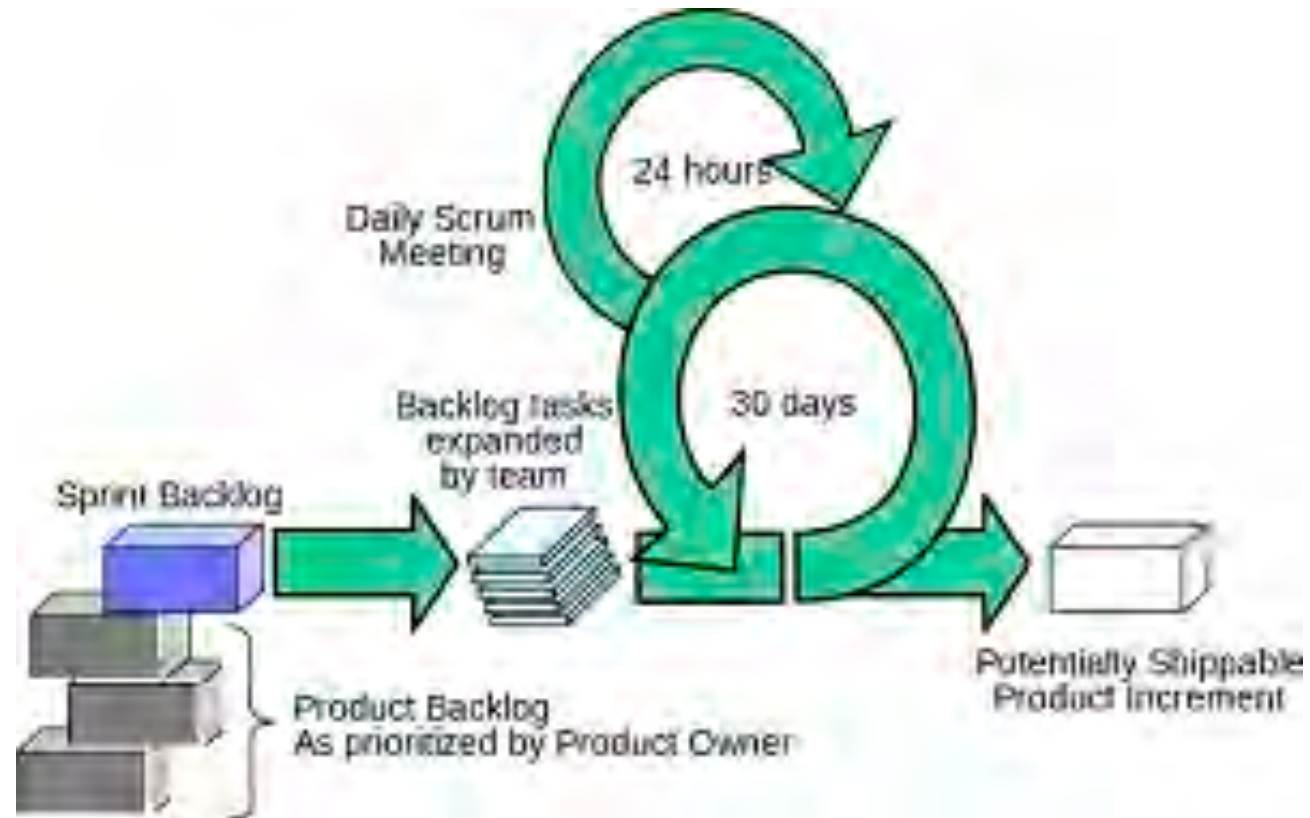 24 hours
Daily Scrum
Meeting
30 days
Backlog tasks
expanded
by team
Sprint Backlog
Potentially Shippable
Product Increment
Product Backlog
As prioritized by Product Owner